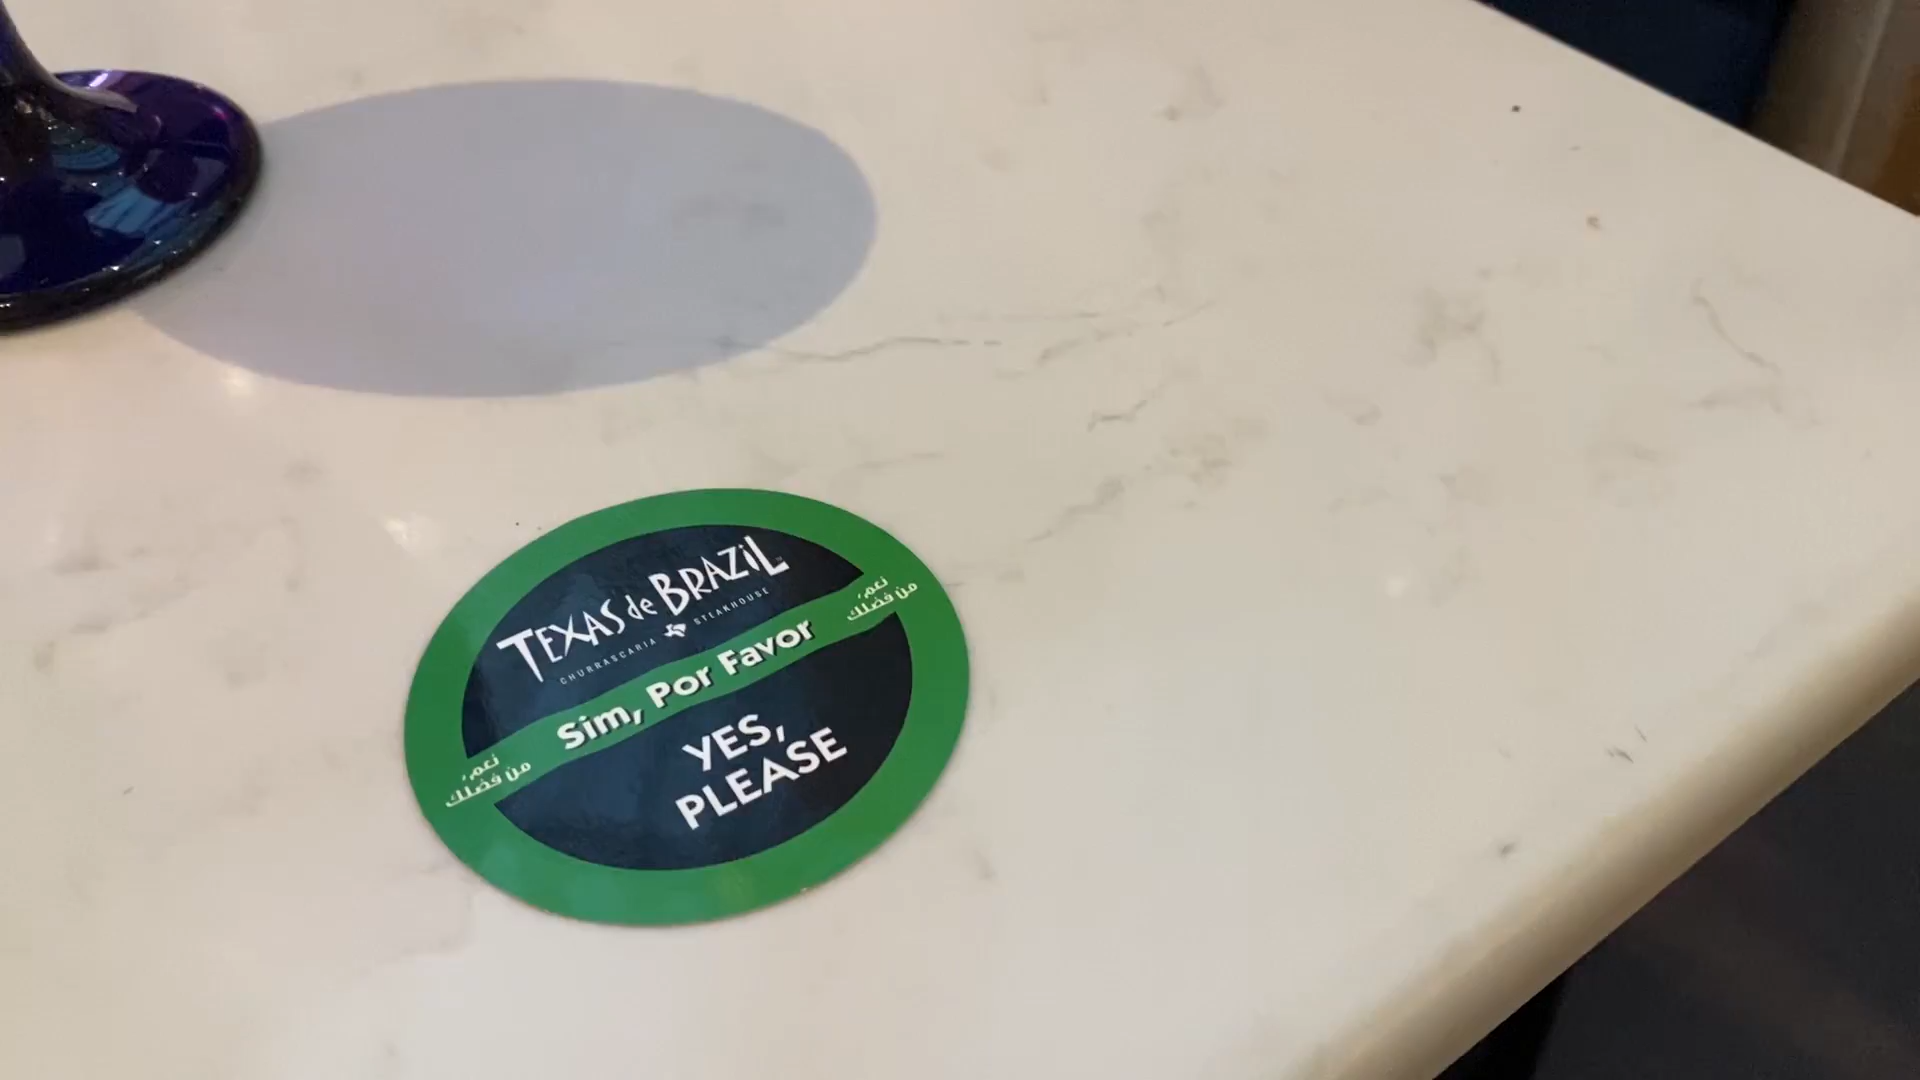 TEXAS de BRAZIL
CHURRASCARIA STEAKHOUSE
نعم،
من فضلك
Sim, Por Favor
نعم،
من فضلك
YES,
PLEASE